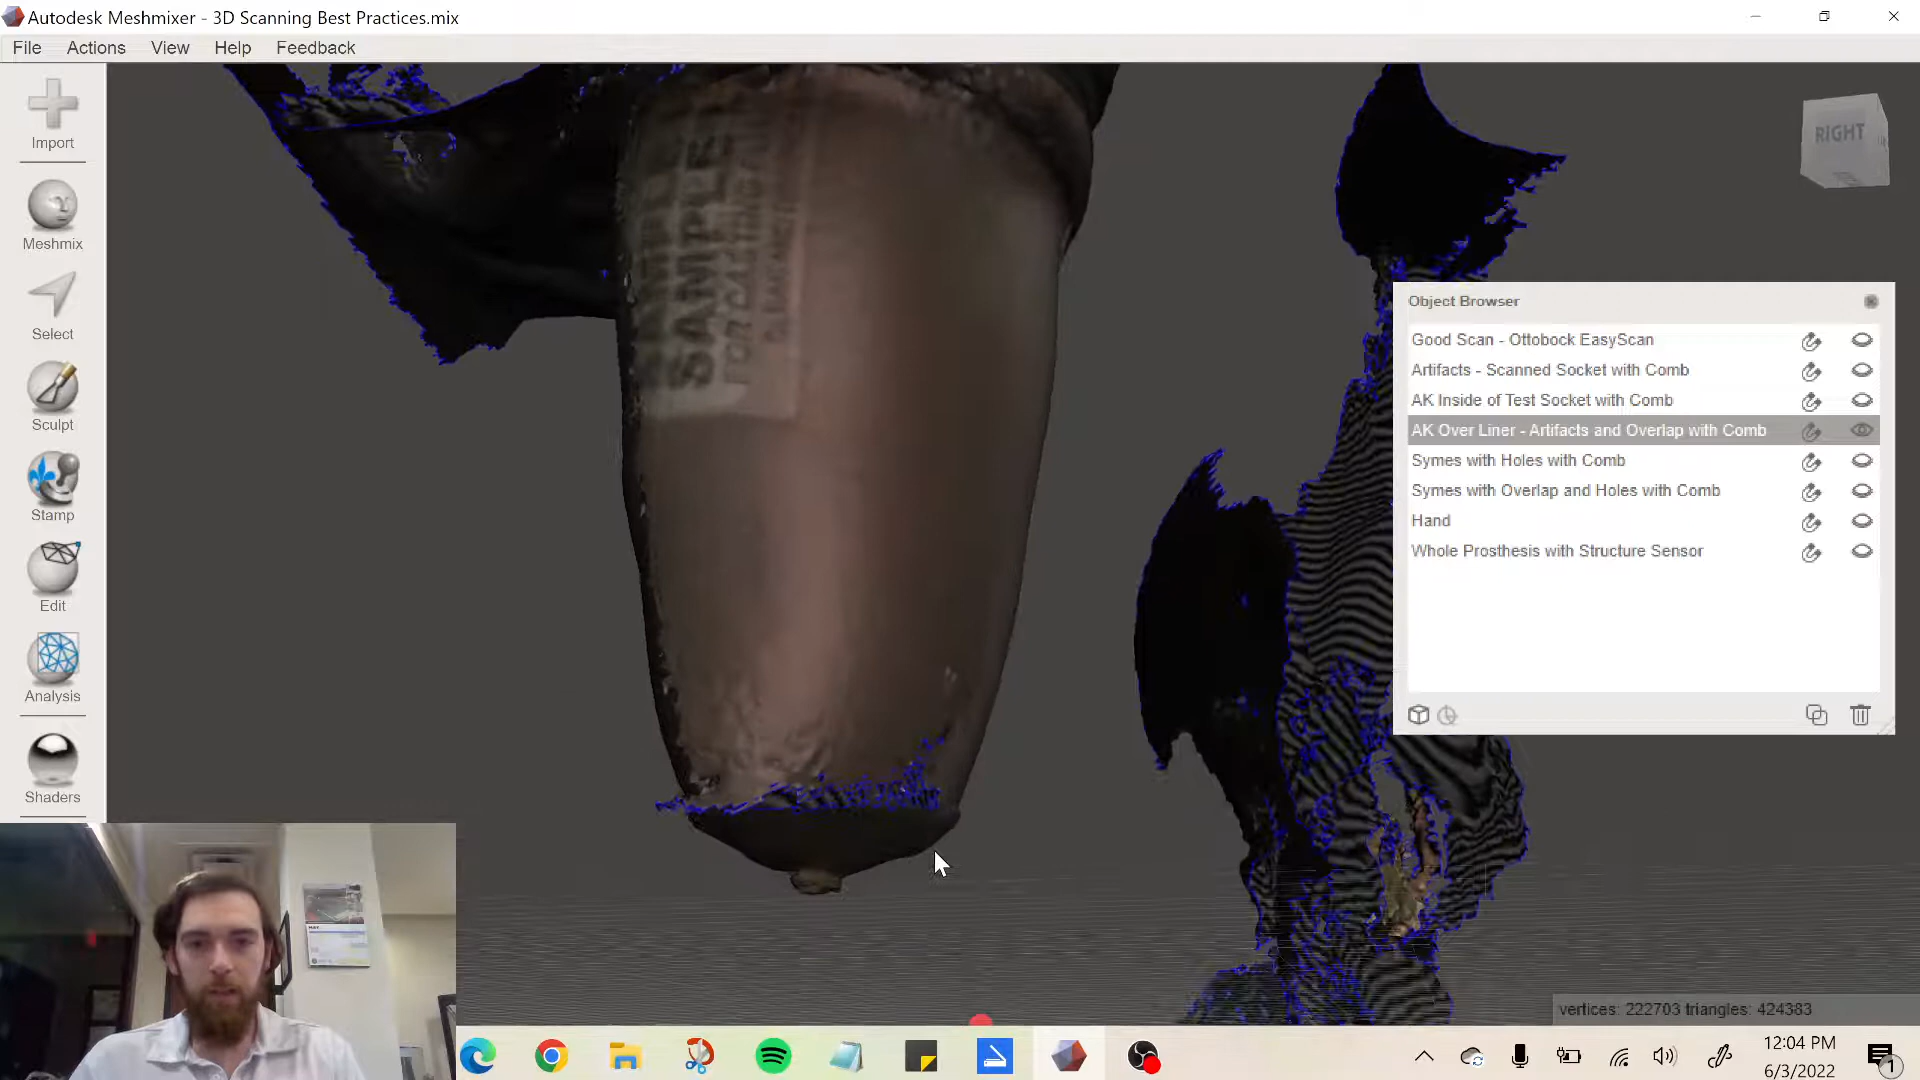 Autodesk Meshmixer - 3D Scanning Best Practices.mix
File Actions View Help Feedback
Import
Meshmix
Select
Sculpt
Stamp
Edit
Analysis
Shaders
RIGHT
SAMPLE
Object Browser
Good Scan - Ottobock EasyScan
Artifacts - Scanned Socket with Comb
AK Inside of Test Socket with Comb
AK Over Liner - Artifacts and Overlap with Comb
Symes with Holes with Comb
Symes with Overlap and Holes with Comb
Hand
Whole Prosthesis with Structure Sensor
vertices: 222703 triangles: 424383
12:04 PM
6/3/2022
1